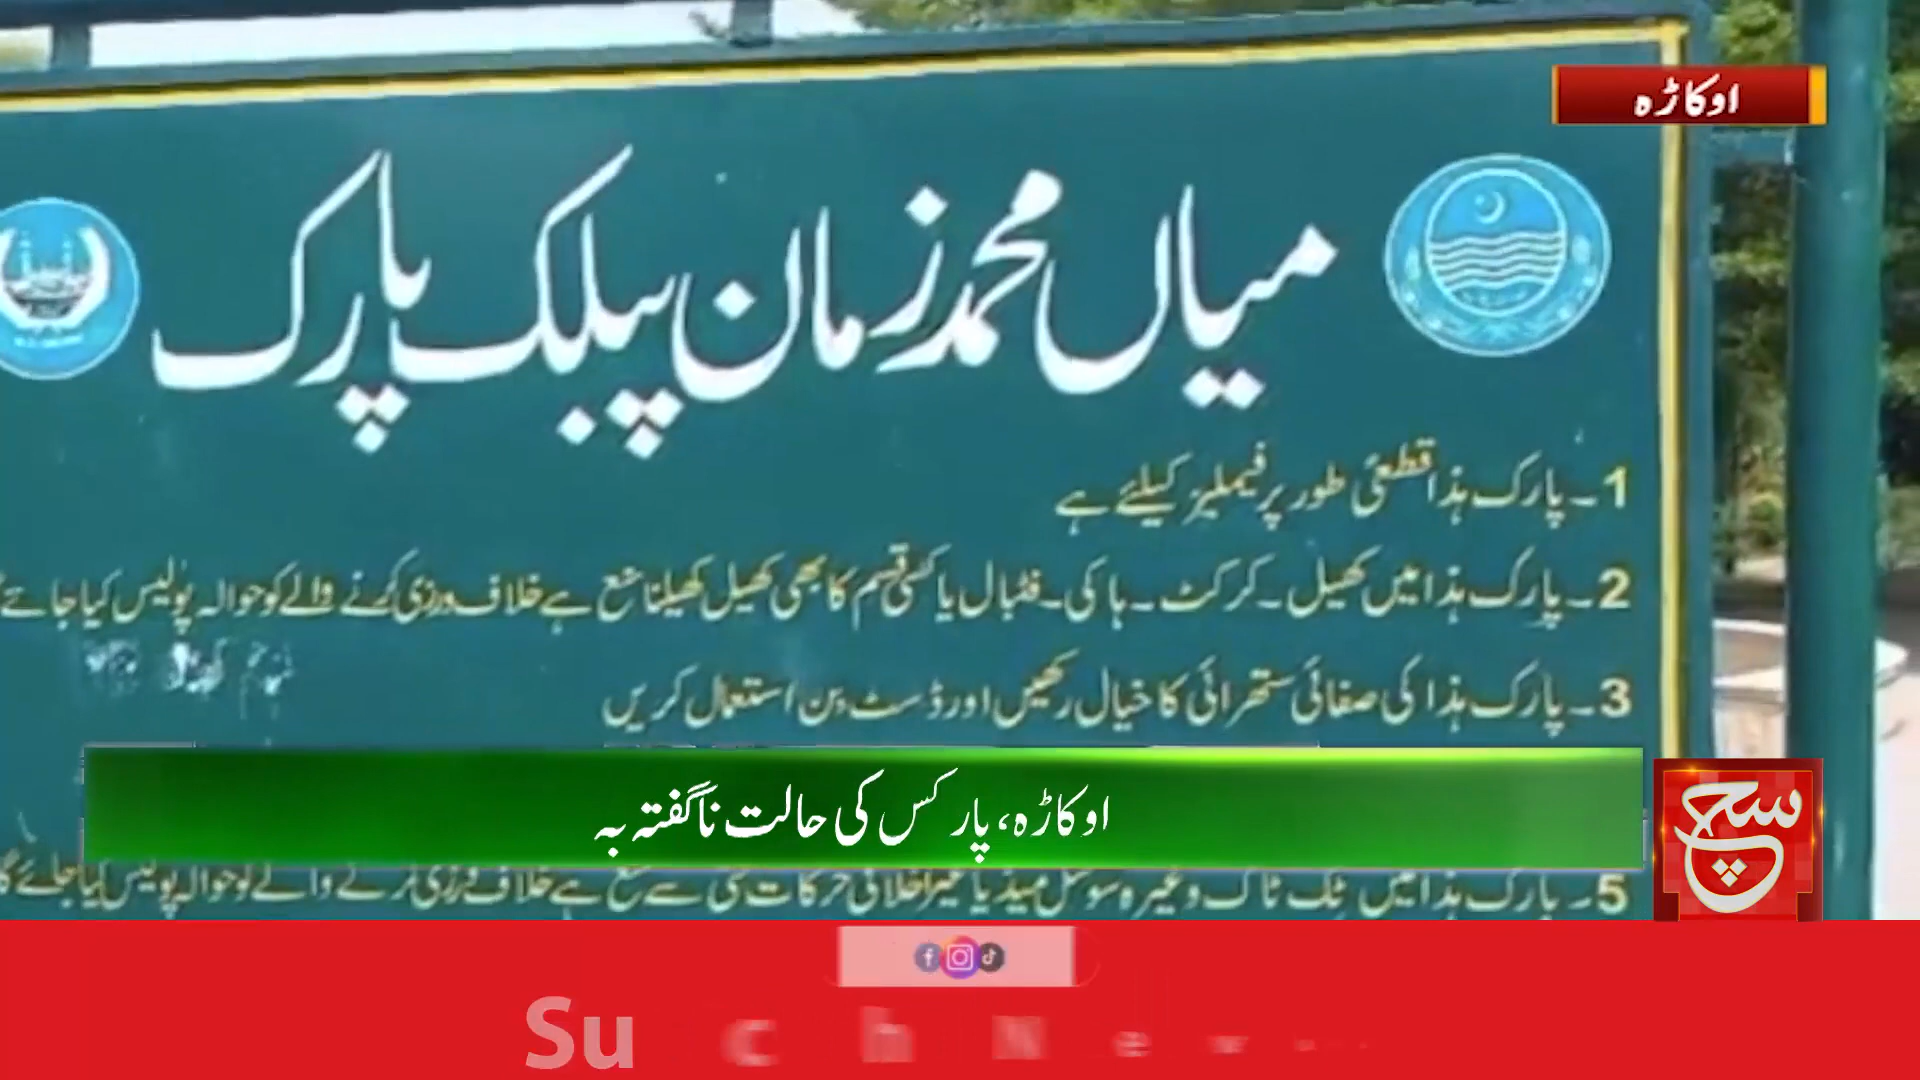 اوکاڑہ
میاں محمد زمان پبلک پارک
1۔پارک ہذا قطعئی طور پر فیملیز کیلئے ہے
2۔پارک ہذا میں کھیل۔کرکٹ۔ہاکی۔فٹبال یا کسی قسم کا بھی کھیل کھیلنا منع ہے خلاف ورزی کرنے والے کو حوالہ پولیس کیا جائے
3۔پارک ہذا کی صفائی ستھرائی کا خیال رکھیں اور ڈسٹ بن استعمال کریں
اوکاڑہ، پارکس کی حالت ناگفتہ بہ
سچ
5۔پارک ہذا میں ٹک ٹاک وغیرہ سوشل میڈیا غیر اخلاقی حرکات سختی سے منع ہے خلاف ورزی کرنے والے کو حوالہ پولیس کیا جائے گا
Such News